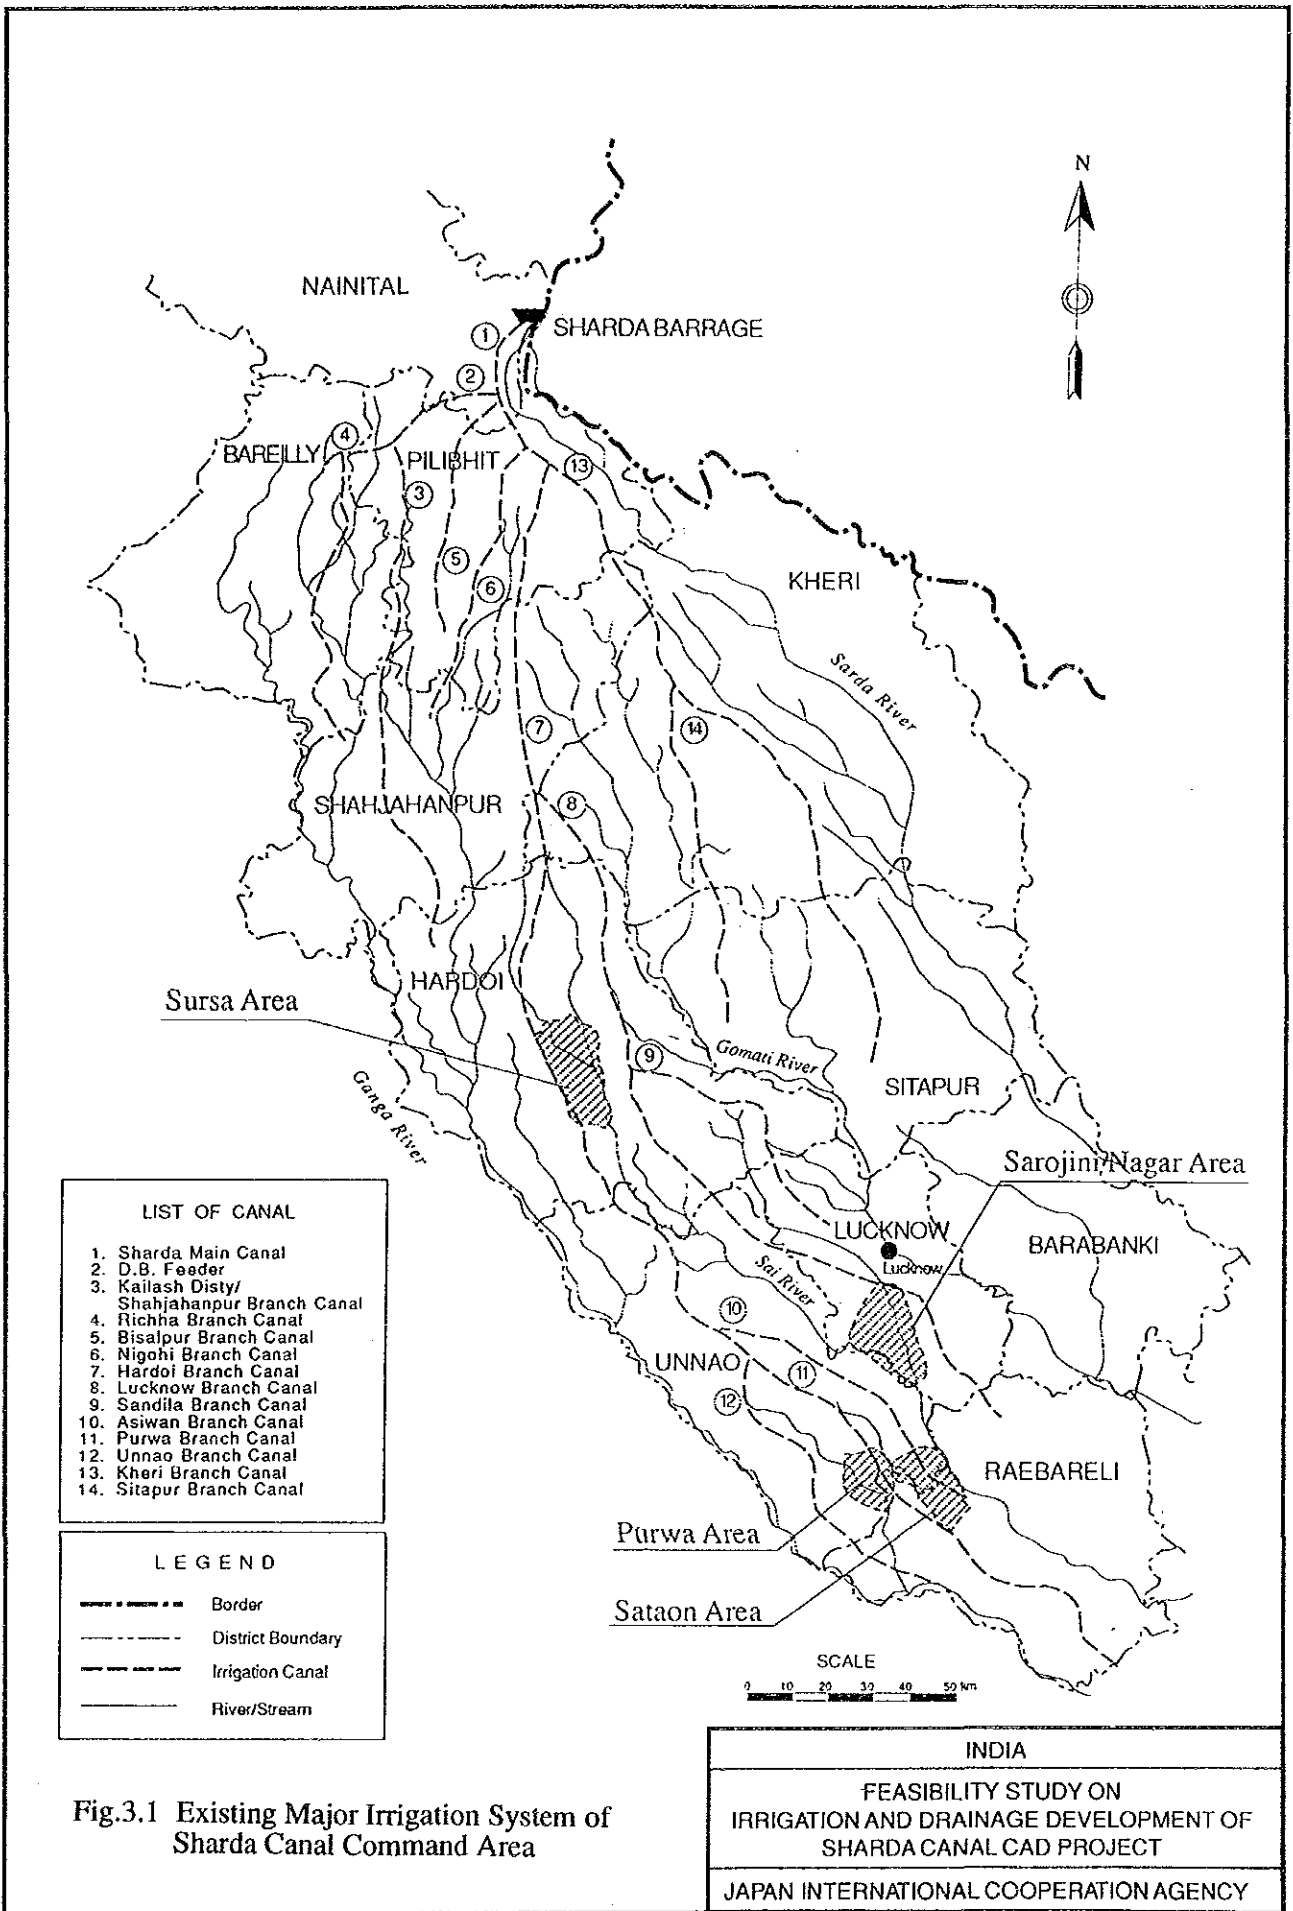 N
NAINITAL
SHARDA BARRAGE
1
2
BAREILLY
4
PILIBHIT
13
3
5
6
KHERI
Sarda River
7
14
8
SHAHJAHANPUR
HARDOI
Sursa Area
9
Gomati River
SITAPUR
Ganga River
Sarojini Nagar Area
LUCKNOW
Lucknow
BARABANKI
Sai River
10
UNNAO
11
12
RAEBARELI
Purwa Area
Sataon Area
LIST OF CANAL
1. Sharda Main Canal
2. D.B. Feeder
3. Kailash Disty/
Shahjahanpur Branch Canal
4. Richha Branch Canal
5. Bisalpur Branch Canal
6. Nigohi Branch Canal
7. Hardoi Branch Canal
8. Lucknow Branch Canal
9. Sandila Branch Canal
10. Asiwan Branch Canal
11. Purwa Branch Canal
12. Unnao Branch Canal
13. Kheri Branch Canal
14. Sitapur Branch Canal
LEGEND
Border
District Boundary
Irrigation Canal
River/Stream
SCALE
0 10 20 30 40 50 km
Fig.3.1 Existing Major Irrigation System of
Sharda Canal Command Area
INDIA
FEASIBILITY STUDY ON
IRRIGATION AND DRAINAGE DEVELOPMENT OF
SHARDA CANAL CAD PROJECT
JAPAN INTERNATIONAL COOPERATION AGENCY